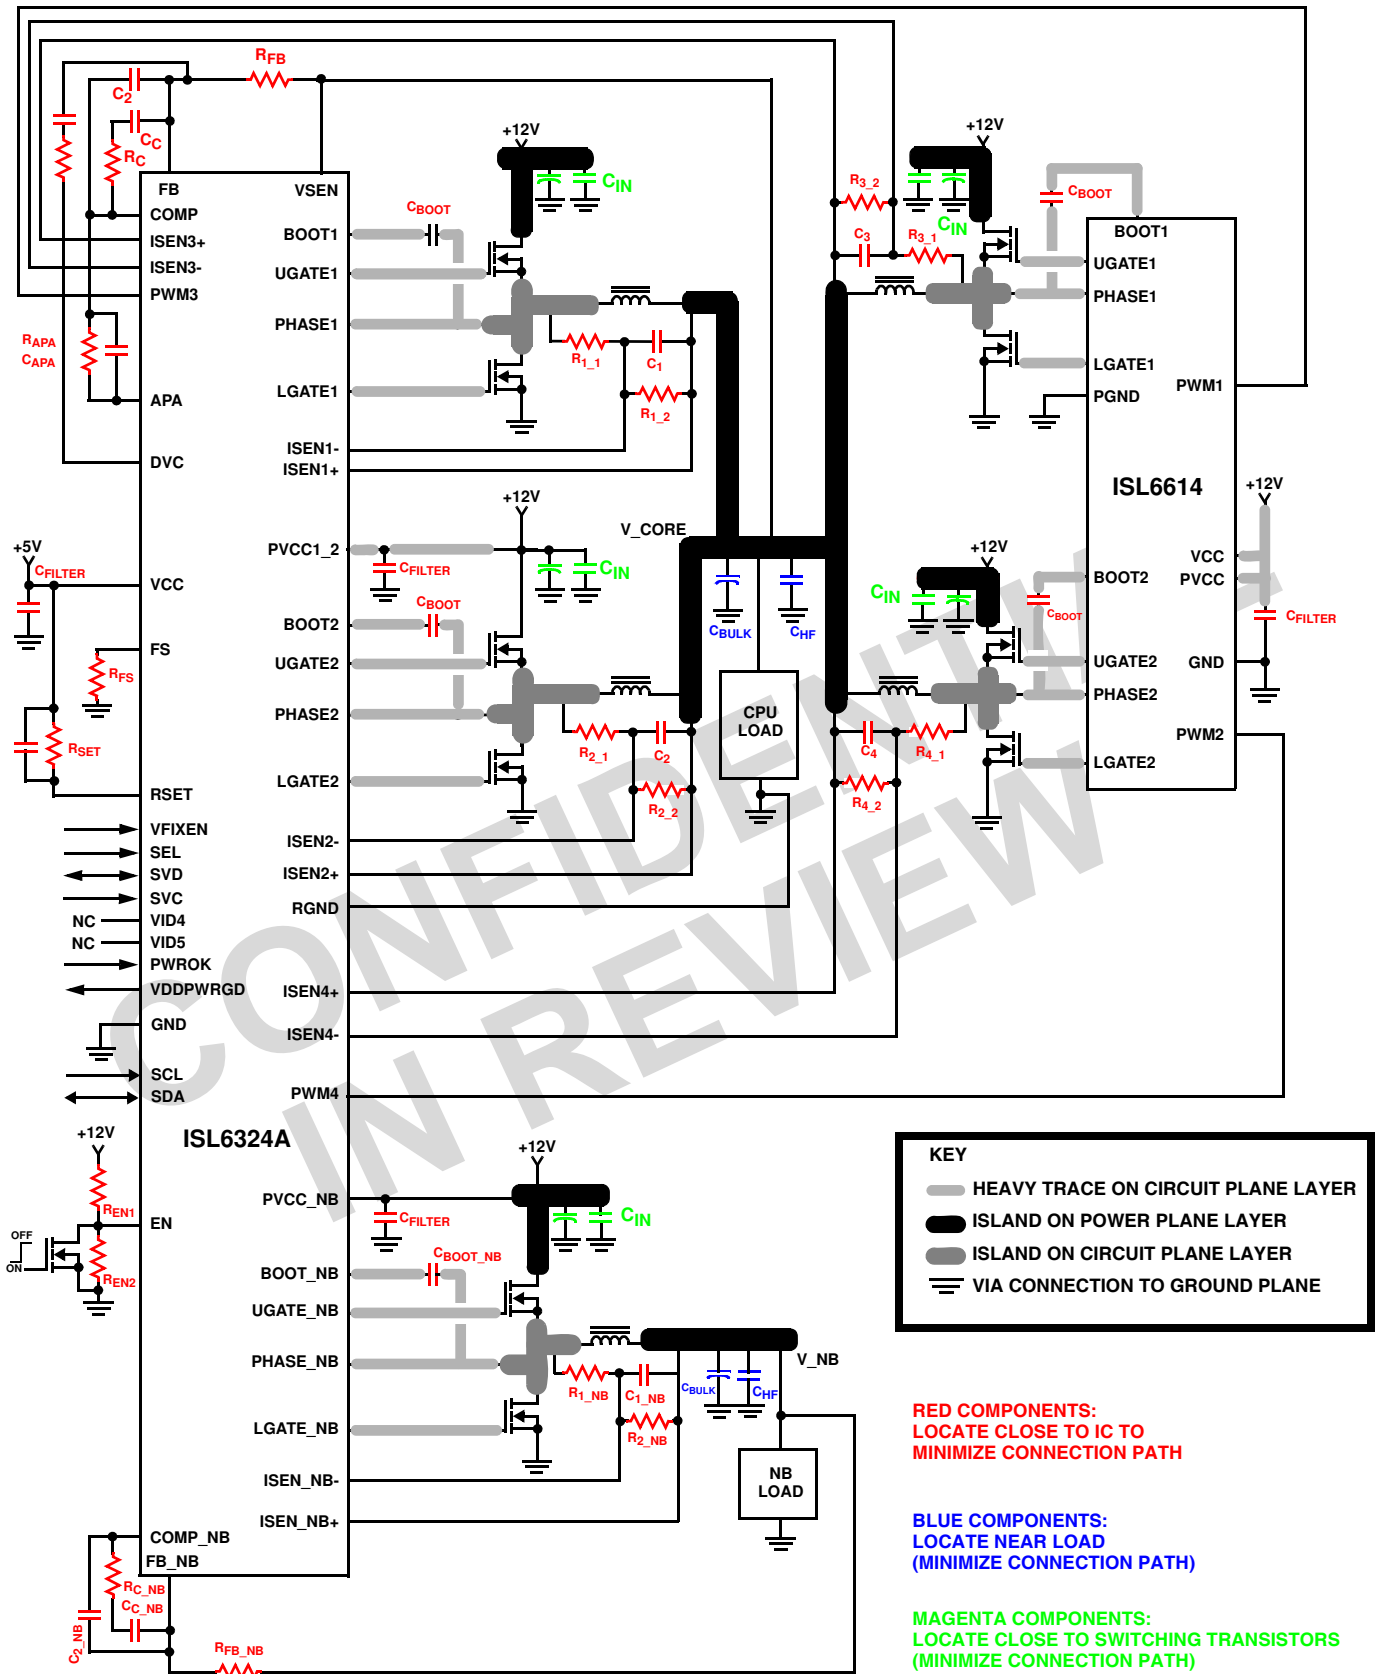 RFB
C2
CC
RC
FB
VSEN
COMP
ISEN3+
ISEN3-
PWM3
RAPA
CAPA
APA
DVC
+5V
CFILTER
VCC
FS
RFS
RSET
RSET
VFIXEN
SEL
SVD
SVC
NC
VID4
NC
VID5
PWROK
VDDPWRGD
GND
SCL
SDA
+12V
ISL6324A
REN1
EN
OFF
ON
REN2
COMP_NB
FB_NB
RC_NB
CC_NB
C2_NB
RFB_NB
+12V
CIN
CBOOT
BOOT1
UGATE1
PHASE1
R1_1
C1
LGATE1
R1_2
ISEN1-
ISEN1+
+12V
V_CORE
PVCC1_2
CFILTER
CIN
CBOOT
BOOT2
CBULK
CHF
UGATE2
PHASE2
CPU
LOAD
R2_1
C2
LGATE2
R2_2
ISEN2-
ISEN2+
RGND
ISEN4+
ISEN4-
PWM4
+12V
PVCC_NB
CFILTER
CIN
CBOOT_NB
BOOT_NB
UGATE_NB
PHASE_NB
V_NB
R1_NB
C1_NB
CBULK
CHF
LGATE_NB
R2_NB
ISEN_NB-
NB
LOAD
ISEN_NB+
+12V
R3_2
CBOOT
C3
R3_1
CIN
BOOT1
UGATE1
PHASE1
LGATE1
PWM1
PGND
ISL6614
+12V
+12V
VCC
PVCC
BOOT2
CIN
CBOOT
CFILTER
UGATE2
GND
PHASE2
C4
R4_1
PWM2
LGATE2
R4_2
CONFIDENTIAL
IN REVIEW
KEY
HEAVY TRACE ON CIRCUIT PLANE LAYER
ISLAND ON POWER PLANE LAYER
ISLAND ON CIRCUIT PLANE LAYER
VIA CONNECTION TO GROUND PLANE
RED COMPONENTS:
LOCATE CLOSE TO IC TO
MINIMIZE CONNECTION PATH
BLUE COMPONENTS:
LOCATE NEAR LOAD
(MINIMIZE CONNECTION PATH)
MAGENTA COMPONENTS:
LOCATE CLOSE TO SWITCHING TRANSISTORS
(MINIMIZE CONNECTION PATH)